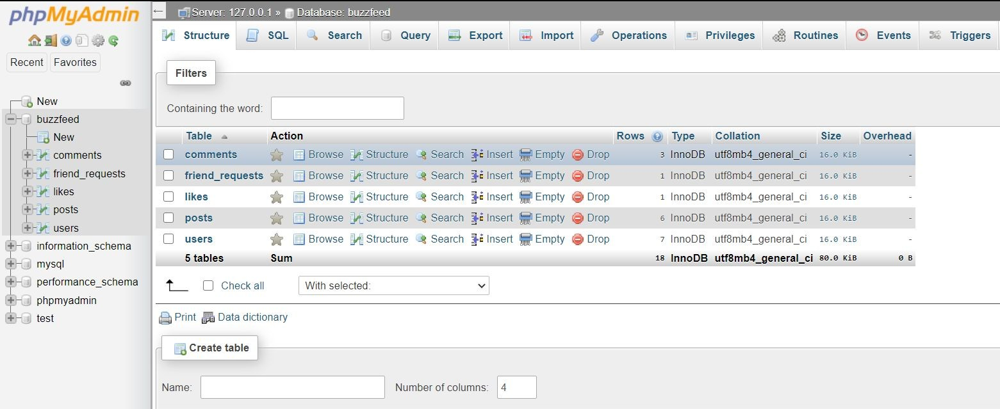 phpMyAdmin
Recent Favorites
New
buzzfeed
New
comments
friend_requests
likes
posts
users
information_schema
mysql
performance_schema
phpmyadmin
test
Server: 127.0.0.1 » Database: buzzfeed
Structure SQL Search Query Export Import Operations Privileges Routines Events Triggers
Filters
Containing the word:
Table Action Rows Type Collation Size Overhead
comments Browse Structure Search Insert Empty Drop 3 InnoDB utf8mb4_general_ci 16.0 KiB -
friend_requests Browse Structure Search Insert Empty Drop 1 InnoDB utf8mb4_general_ci 16.0 KiB -
likes Browse Structure Search Insert Empty Drop 1 InnoDB utf8mb4_general_ci 16.0 KiB -
posts Browse Structure Search Insert Empty Drop 6 InnoDB utf8mb4_general_ci 16.0 KiB -
users Browse Structure Search Insert Empty Drop 7 InnoDB utf8mb4_general_ci 16.0 KiB -
5 tables Sum 18 InnoDB utf8mb4_general_ci 80.0 KiB 0 B
Check all With selected:
Print Data dictionary
Create table
Name: Number of columns: 4